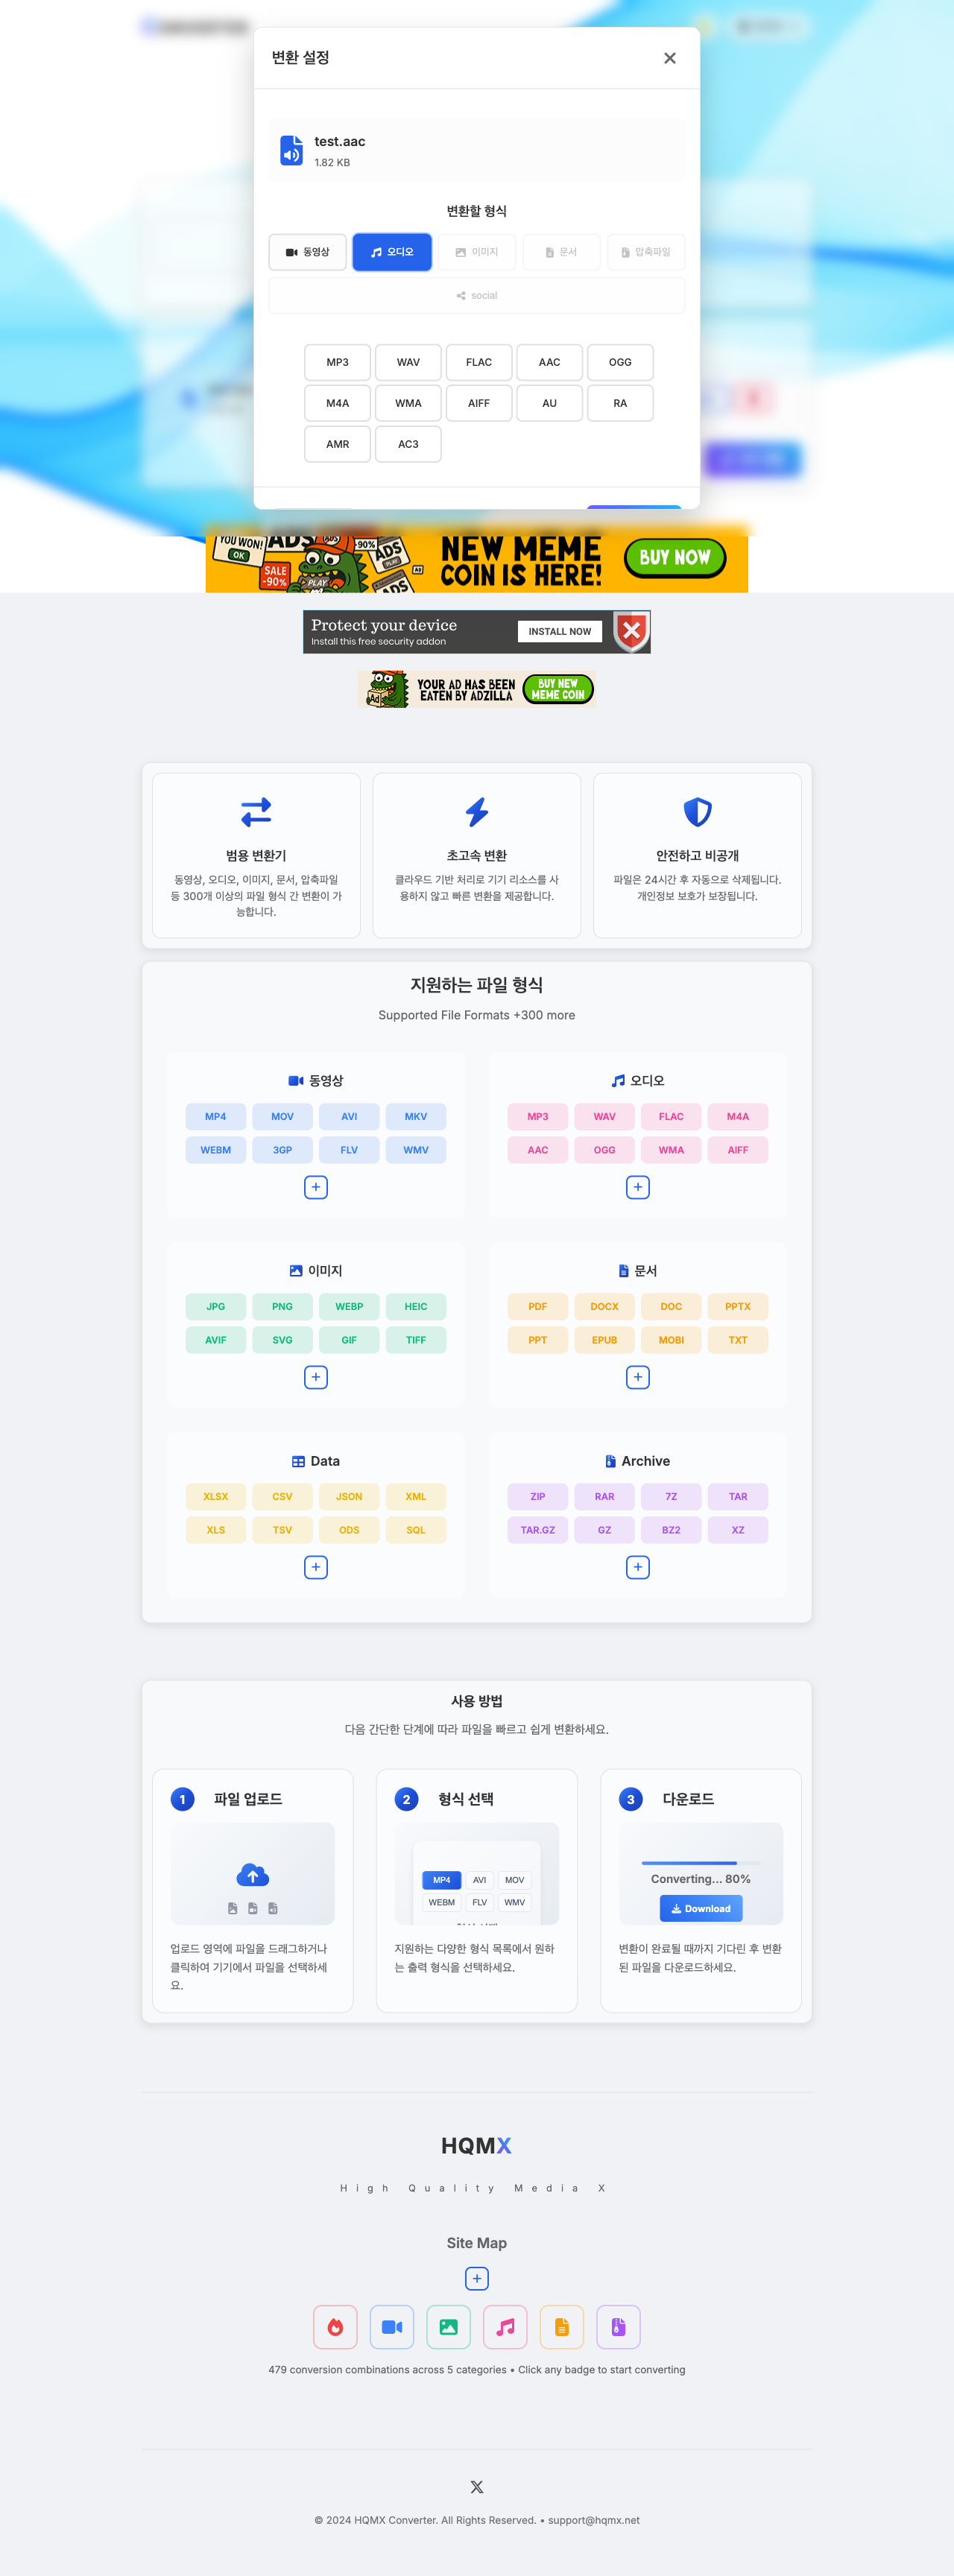 변환 설정
test.aac
1.82 KB
변환할 형식
동영상
오디오
이미지
문서
압축파일
social
MP3
WAV
FLAC
AAC
OGG
M4A
WMA
AIFF
AU
RA
AMR
AC3
YOU WON!
OK
ADS
-90%
ADS
SALE
-90%
PLAY
NEW MEME
COIN IS HERE!
BUY NOW
Protect your device
Install this free security addon
INSTALL NOW
Ad
YOUR AD HAS BEEN
EATEN BY ADZILLA
BUY NEW
MEME COIN
범용 변환기
동영상, 오디오, 이미지, 문서, 압축파일
등 300개 이상의 파일 형식 간 변환이 가
능합니다.
초고속 변환
클라우드 기반 처리로 기기 리소스를 사
용하지 않고 빠른 변환을 제공합니다.
안전하고 비공개
파일은 24시간 후 자동으로 삭제됩니다.
개인정보 보호가 보장됩니다.
지원하는 파일 형식
Supported File Formats +300 more
동영상
MP4
MOV
AVI
MKV
WEBM
3GP
FLV
WMV
오디오
MP3
WAV
FLAC
M4A
AAC
OGG
WMA
AIFF
이미지
JPG
PNG
WEBP
HEIC
AVIF
SVG
GIF
TIFF
문서
PDF
DOCX
DOC
PPTX
PPT
EPUB
MOBI
TXT
Data
XLSX
CSV
JSON
XML
XLS
TSV
ODS
SQL
Archive
ZIP
RAR
7Z
TAR
TAR.GZ
GZ
BZ2
XZ
사용 방법
다음 간단한 단계에 따라 파일을 빠르고 쉽게 변환하세요.
1 파일 업로드
업로드 영역에 파일을 드래그하거나
클릭하여 기기에서 파일을 선택하세
요.
2 형식 선택
MP4
AVI
MOV
WEBM
FLV
WMV
지원하는 다양한 형식 목록에서 원하
는 출력 형식을 선택하세요.
3 다운로드
Converting... 80%
Download
변환이 완료될 때까지 기다린 후 변환
된 파일을 다운로드하세요.
HQMX
High Quality Media X
Site Map
479 conversion combinations across 5 categories • Click any badge to start converting
© 2024 HQMX Converter. All Rights Reserved. • support@hqmx.net